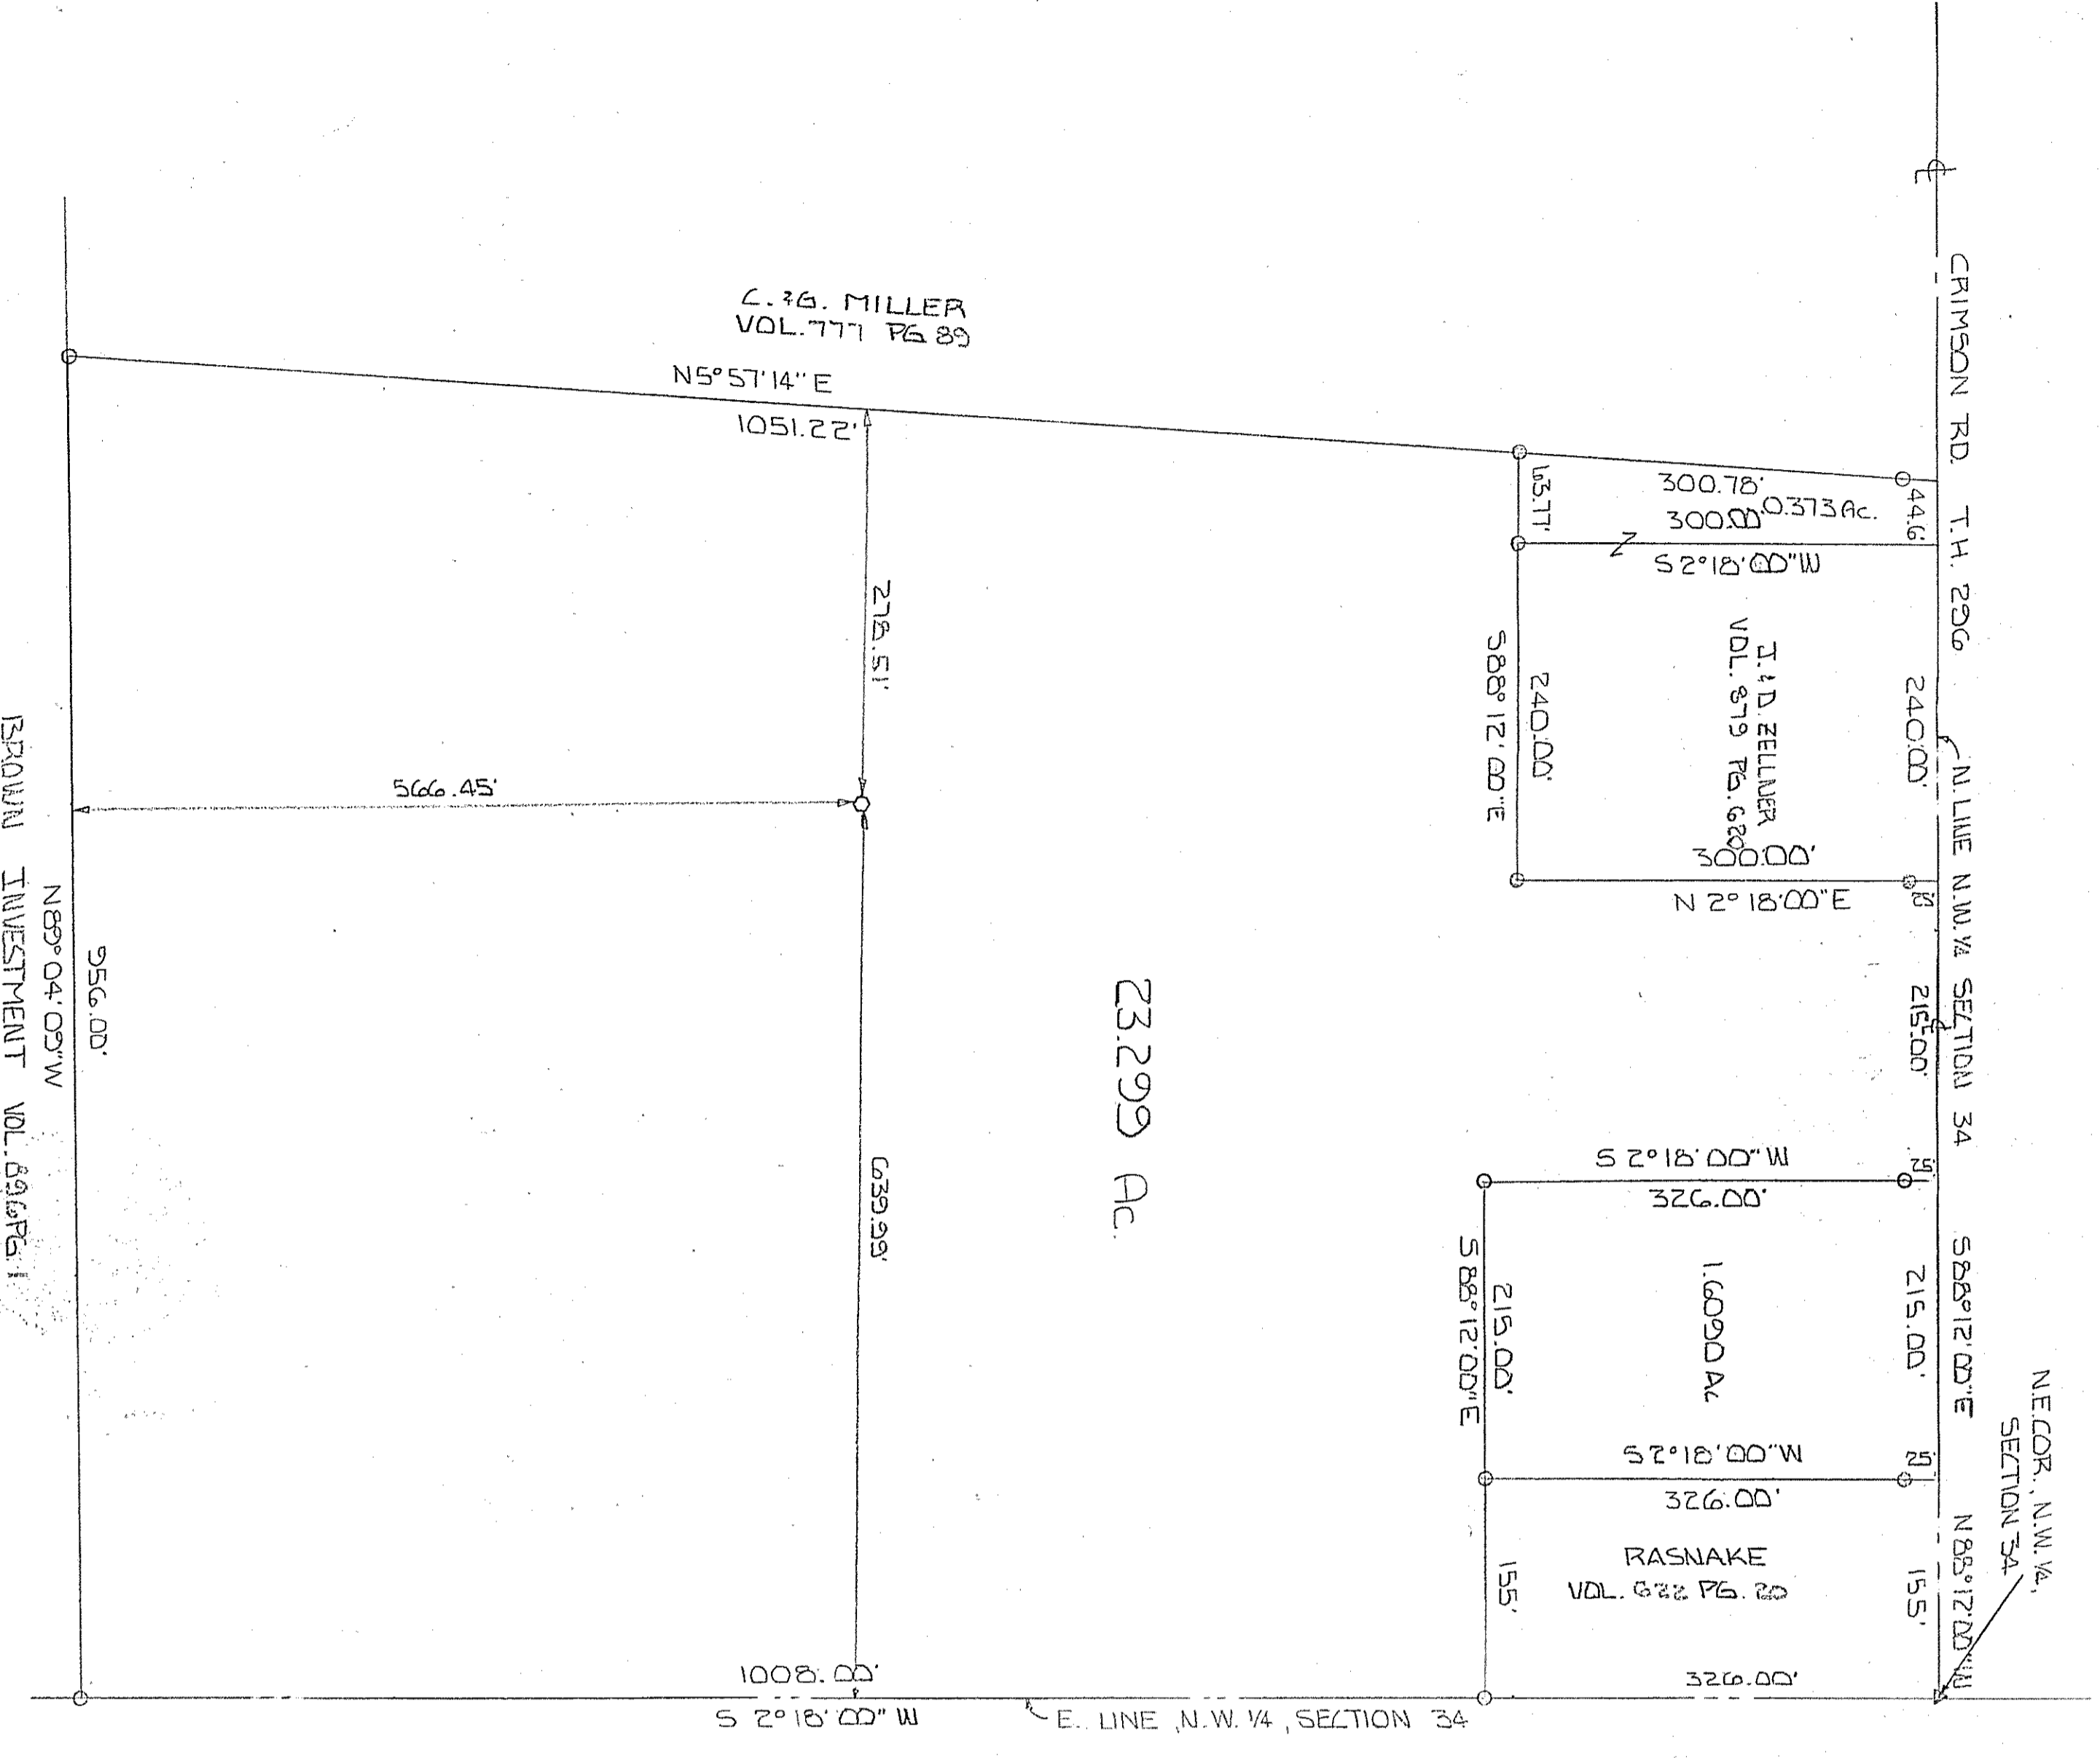 C. & G. MILLER
VOL. 777 PG 89
N5°57'14"E
1051.22'
278.51'
566.45'
639.99'
23.299 Ac.
BROWN INVESTMENT VOL. 896 PG.
N89°04'09"W
956.00'
CRIMSON RD. T.H. 296
44.6'
63.77'
300.78'
0.373 Ac.
300.00'
S 2°18'00"W
J. & D. ZELLNER
VOL. 879 PG. 620
240.00'
240.00'
S88°12'00"E
300.00'
N 2°18'00"E
25'
N. LINE N.W. ¼ SECTION 34
215.00'
S 2°18'00"W
326.00'
25'
S88°12'00"E
215.00'
1.6090 Ac
215.00'
S 88°12'00"E
S2°18'00"W
326.00'
25'
N.E. COR., N.W. ¼,
SECTION 34
N88°12'00"W
155'
RASNAKE
VOL. 622 PG. 20
155'
326.00'
1008.00'
S 2°18'00" W
E. LINE, N.W. 1/4, SECTION 34